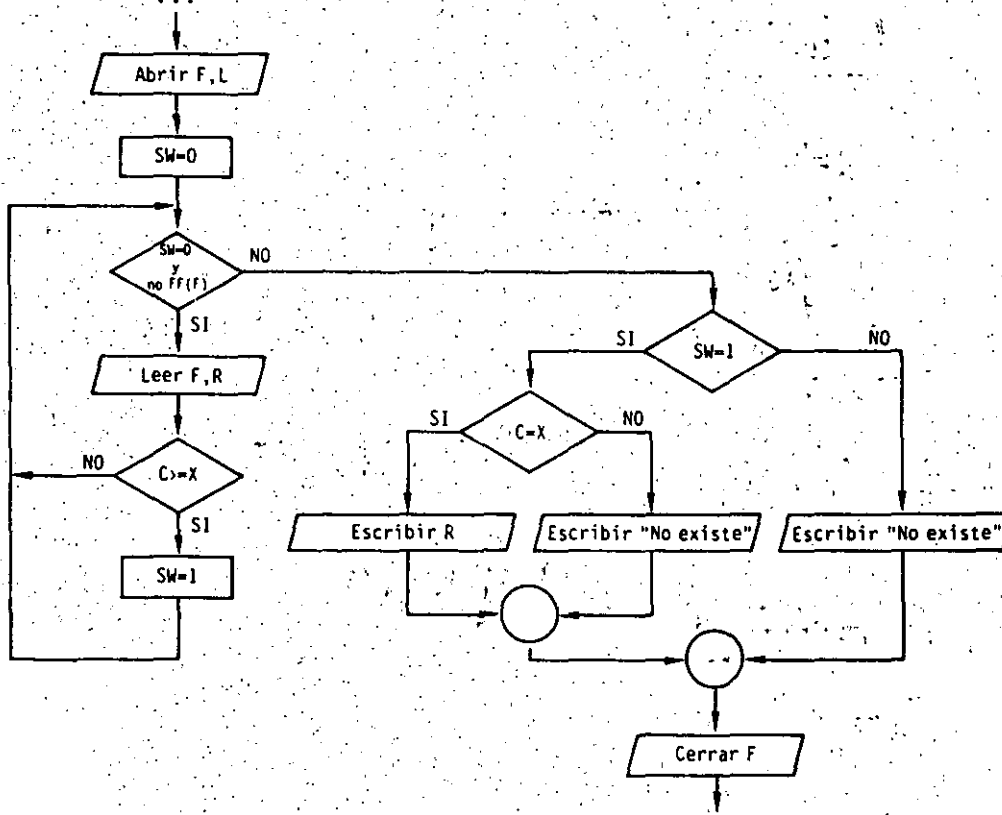 ...
Abrir F,L
SW=0
SW=0
y
no FF(F)
NO
SI
Leer F,R
C>=X
NO
SI
SW=1
SW=1
SI
NO
C=X
SI
NO
Escribir R
Escribir "No existe"
Escribir "No existe"
Cerrar F